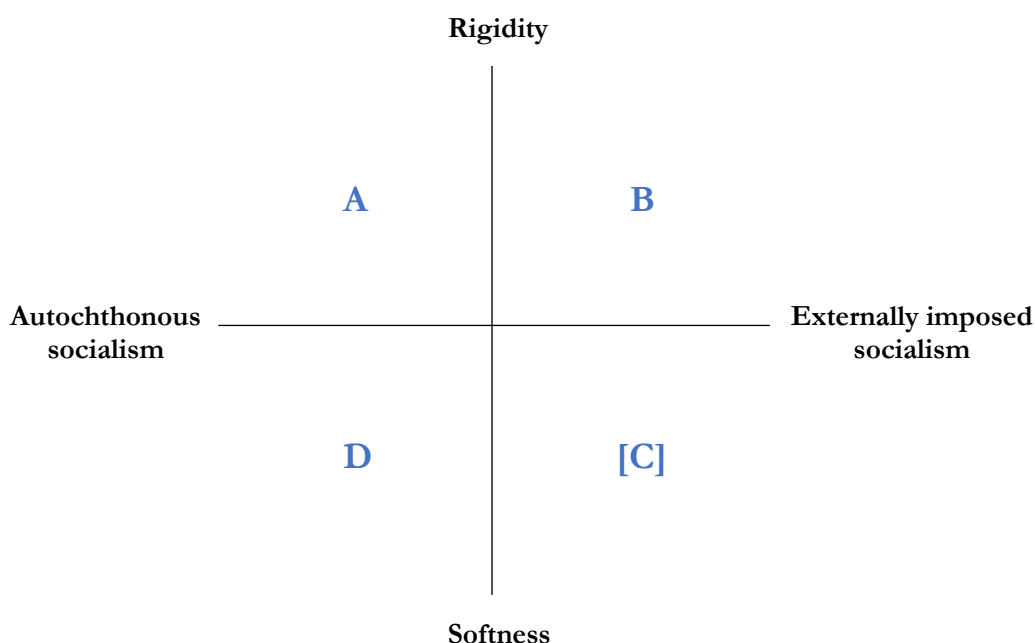 Rigidity
A
B
Autochthonous
socialism
Externally imposed
socialism
D
[C]
Softness